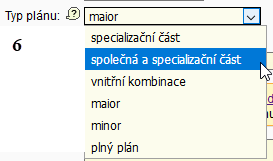 Typ plánu: maior
6
specializační část
společná a specializační část
vnitřní kombinace
maior
minor
plný plán